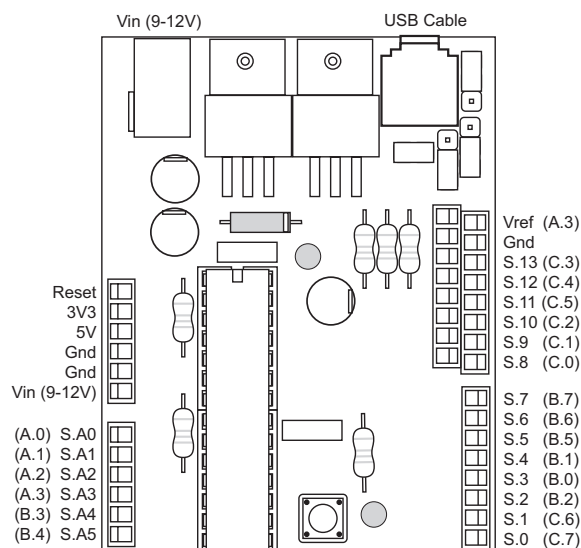 Vin (9-12V)
USB Cable
Vref (A.3)
Gnd
S.13 (C.3)
S.12 (C.4)
S.11 (C.5)
S.10 (C.2)
S.9 (C.1)
S.8 (C.0)
Reset
3V3
5V
Gnd
Gnd
Vin (9-12V)
(A.0) S.A0
(A.1) S.A1
(A.2) S.A2
(A.3) S.A3
(B.3) S.A4
(B.4) S.A5
S.7 (B.7)
S.6 (B.6)
S.5 (B.5)
S.4 (B.1)
S.3 (B.0)
S.2 (B.2)
S.1 (C.6)
S.0 (C.7)